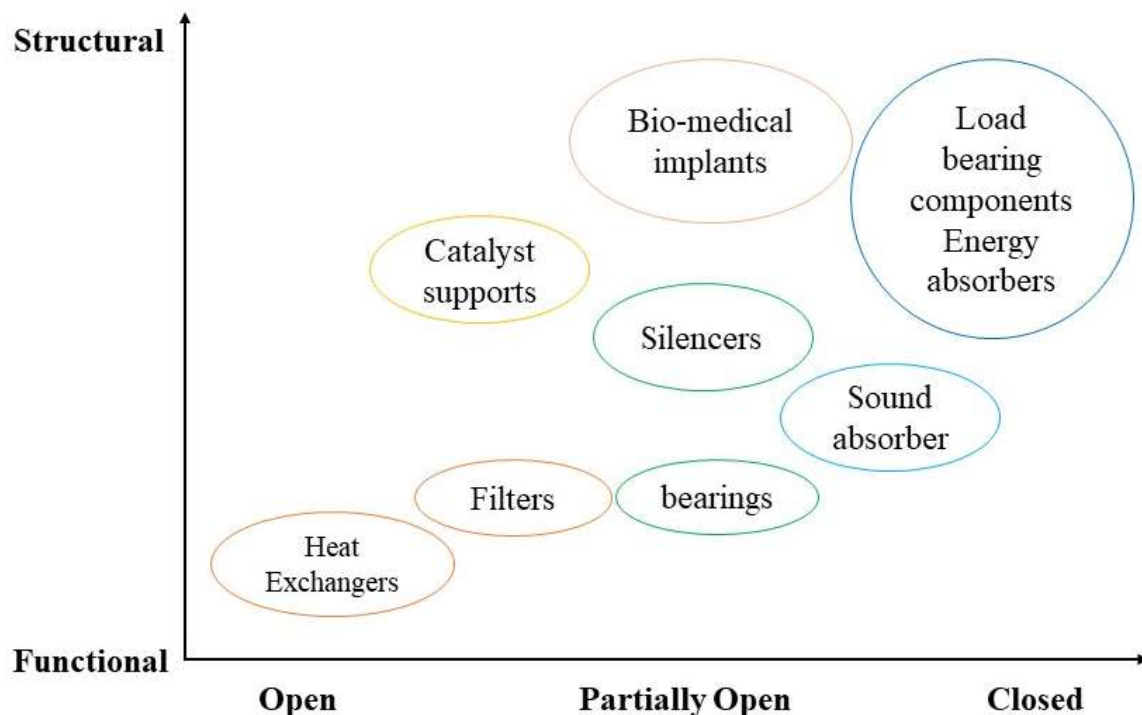 Structural
Bio-medical
implants
Load
bearing
components
Energy
absorbers
Catalyst
supports
Silencers
Sound
absorber
Filters
bearings
Heat
Exchangers
Functional
Open
Partially Open
Closed